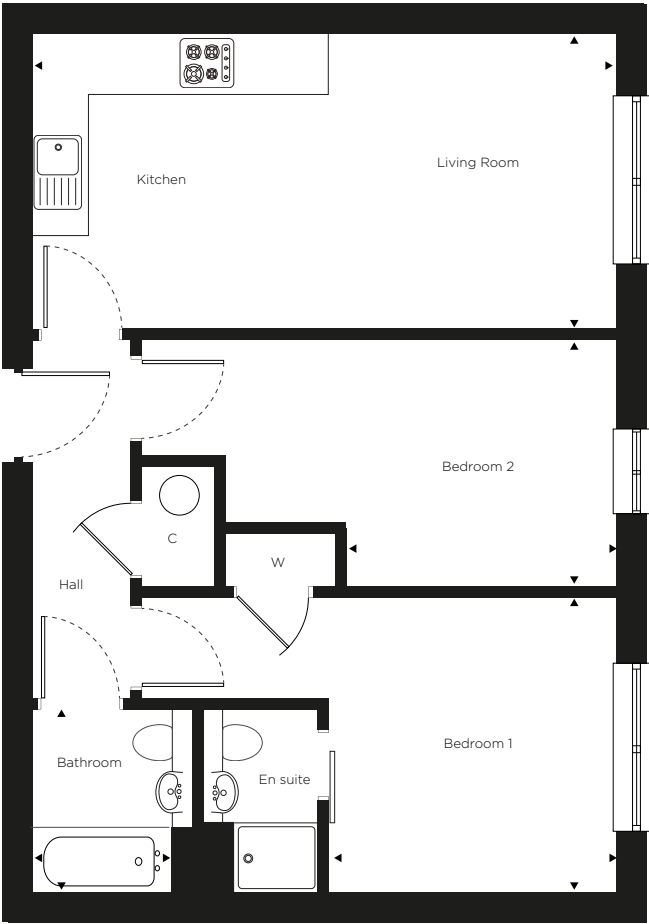 Living Room
Kitchen
Bedroom 2
C
W
Hall
Bedroom 1
Bathroom
En suite